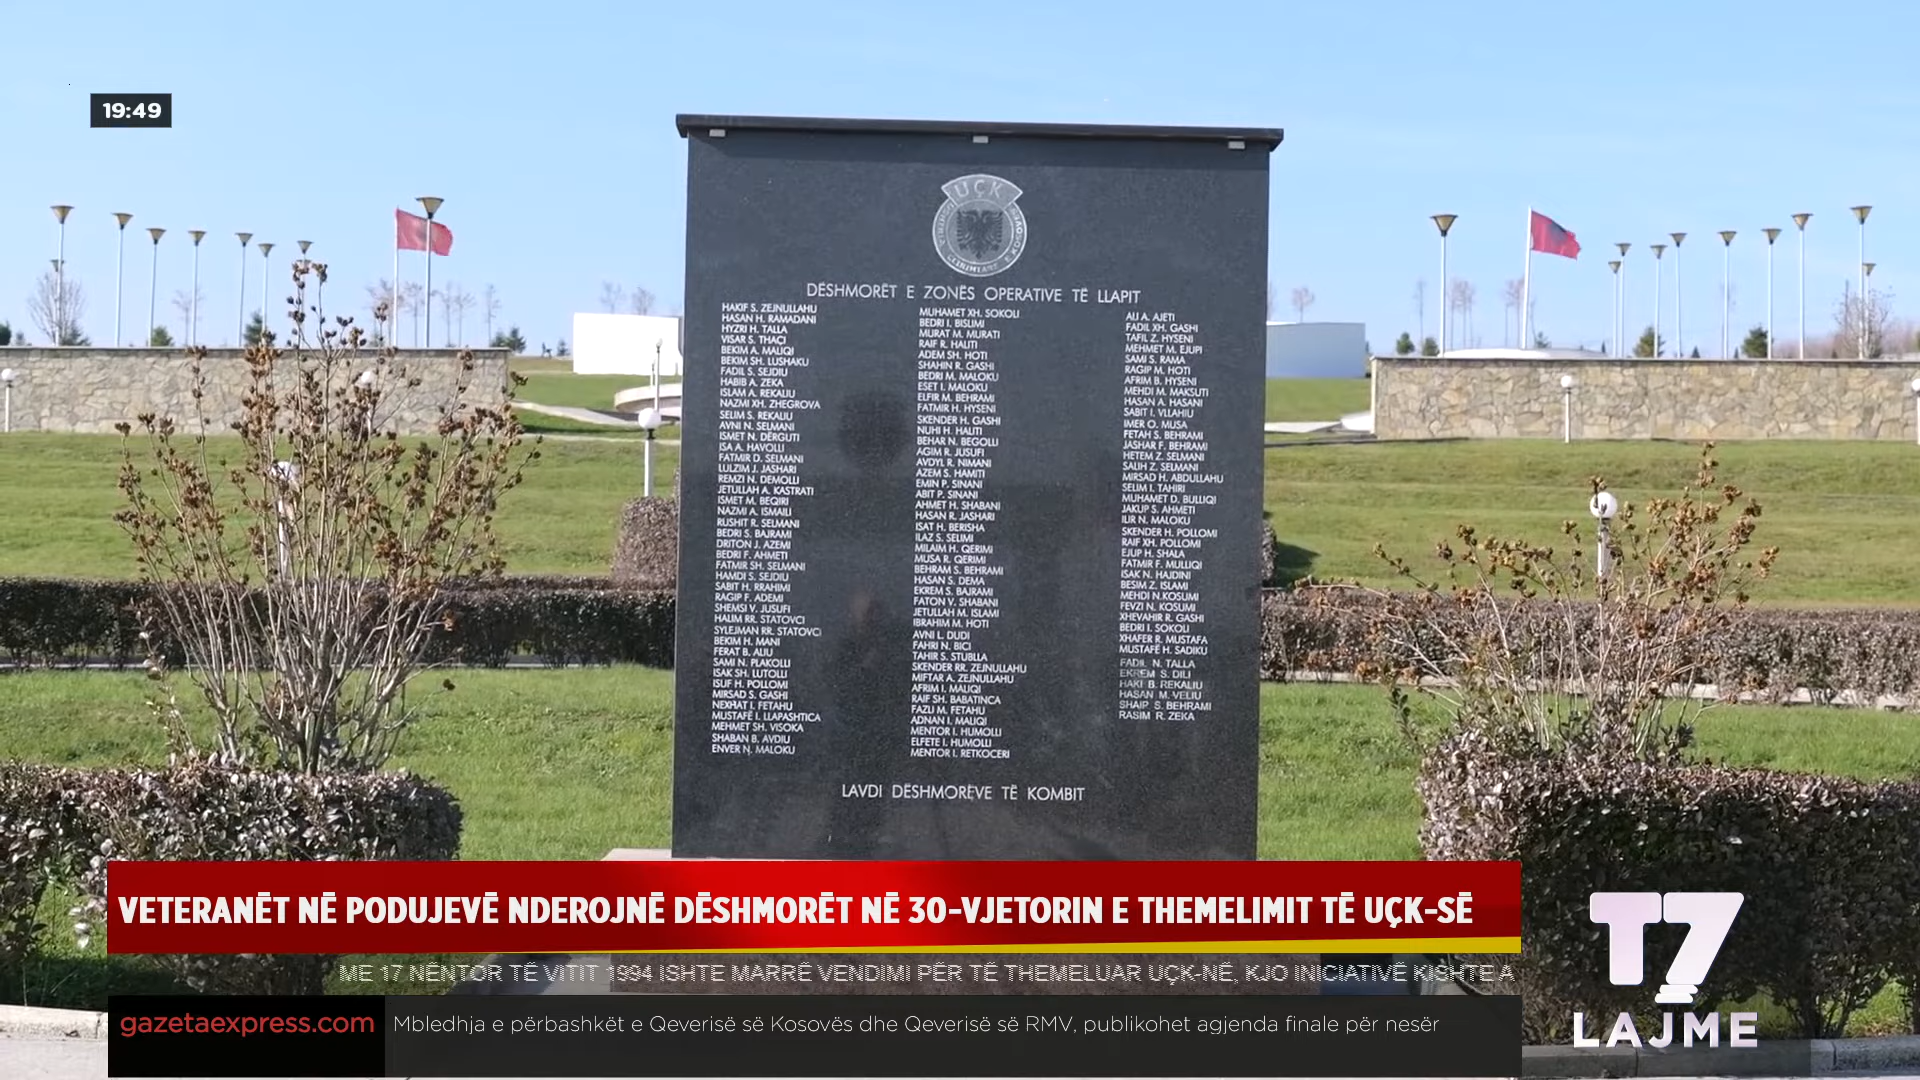 19:49
UÇK
DËSHMORËT E ZONËS OPERATIVE TË LLAPIT
HAKIF S. ZEJNULLAHU
HASAN H. RAMADANI
HYZRI H. TALLA
VISAR S. THACI
BEKIM A. MALIQI
BEKIM SH. LUSHAKU
FADIL S. SEJDIU
HABIB A. ZEKA
ISLAM A. REKALIU
NAZMI XH. ZHEGROVA
SELIM S. REKALIU
AVNI N. SELMANI
ISMET N. DËRGUTI
ISA A. HAVOLLI
FATMIR D. SELMANI
LULZIM J. JASHARI
REMZI N. DEMOLLI
JETULLAH A. KASTRATI
ISMET M. BEQIRI
NAZMI A. ISMAILI
RUSHIT R. SELMANI
BEDRI S. BAJRAMI
DRITON J. AZEMI
BEDRI F. AHMETI
FATMIR SH. SELMANI
HAMDI S. SEJDIU
SABIT H. RRAHIMI
RAGIP F. ADEMI
SHEMSI V. JUSUFI
HALIM RR. STATOVCI
SYLEJMAN RR. STATOVCI
BEKIM H. MANI
FERAT B. ALIU
SAMI N. PLAKOLLI
ISAK SH. LUTOLLI
ISUF H. POLLOMI
MIRSAD S. GASHI
NEXHAT I. FETAHU
MUSTAFË I. LLAPASHTICA
MEHMET SH. VISOKA
SHABAN B. AVDIU
ENVER N. MALOKU
MUHAMET XH. SOKOLI
BEDRI I. BISLIMI
MURAT M. MURATI
RAIF R. HALITI
ADEM SH. HOTI
SHAHIN R. GASHI
BEDRI M. MALOKU
ESET I. MALOKU
ELFIR M. BEHRAMI
FATMIR H. HYSENI
SKENDER H. GASHI
NUHI H. HALITI
BEHAR N. BEGOLLI
AGIM R. JUSUFI
AVDYL R. NIMANI
AZEM S. HAMITI
EMIN P. SINANI
ABIT P. SINANI
AHMET H. SHABANI
HASAN R. JASHARI
ISAT H. BERISHA
ILAZ S. SELIMI
MILAIM H. QERIMI
MUSA R. QERIMI
BEHRAM S. BEHRAMI
HASAN S. DEMA
EKREM S. BAJRAMI
FATON V. SHABANI
JETULLAH M. ISLAMI
IBRAHIM M. HOTI
AVNI L. DUDI
FAHRI N. BICI
TAHIR S. STUBLLA
SKENDER RR. ZEJNULLAHU
MIFTAR A. ZEJNULLAHU
AFRIM I. MALIQI
RAIF SH. BABATINCA
FAZLI M. FETAHU
ADNAN I. MALIQI
MENTOR I. HUMOLLI
ELFETE I. HUMOLLI
MENTOR I. RETKOCERI
ALI A. AJETI
FADIL XH. GASHI
TAFIL Z. HYSENI
MEHMET M. EJUPI
SAMI S. RAMA
RAGIP M. HOTI
AFRIM B. HYSENI
MEHDI M. MAKSUTI
HASAN A. HASANI
SABIT I. VLLAHIU
IMER O. MUSA
FETAH S. BEHRAMI
JASHAR F. BEHRAMI
HETEM Z. SELMANI
SALIH Z. SELMANI
MIRSAD H. ABDULLAHU
SELIM I. TAHIRI
MUHAMET D. BULLIQI
JAKUP S. AHMETI
ILIR N. MALOKU
SKENDER H. POLLOMI
RAIF XH. POLLOMI
EJUP H. SHALA
FATMIR F. MULLIQI
ISAK N. HAJDINI
BESIM Z. ISLAMI
MEHDI N.KOSUMI
FEVZI N. KOSUMI
XHEVAHIR R. GASHI
BEDRI I. SOKOLI
XHAFER R. MUSTAFA
MUSTAFË H. SADIKU
FADIL N. TALLA
EKREM S. DILI
HAKI B. REKALIU
HASAN M. VELIU
SHAIP S. BEHRAMI
RASIM R. ZEKA
LAVDI DËSHMORËVE TË KOMBIT
VETERANËT NË PODUJEVË NDEROJNË DËSHMORËT NË 30-VJETORIN E THEMELIMIT TË UÇK-SË
ME 17 NËNTOR TË VITIT 1994 ISHTE MARRË VENDIMI PËR TË THEMELUAR UÇK-NË, KJO INICIATIVË KISHTE A
gazetaexpress.com Mbledhja e përbashkët e Qeverisë së Kosovës dhe Qeverisë së RMV, publikohet agjenda finale për nesër
T7
LAJME